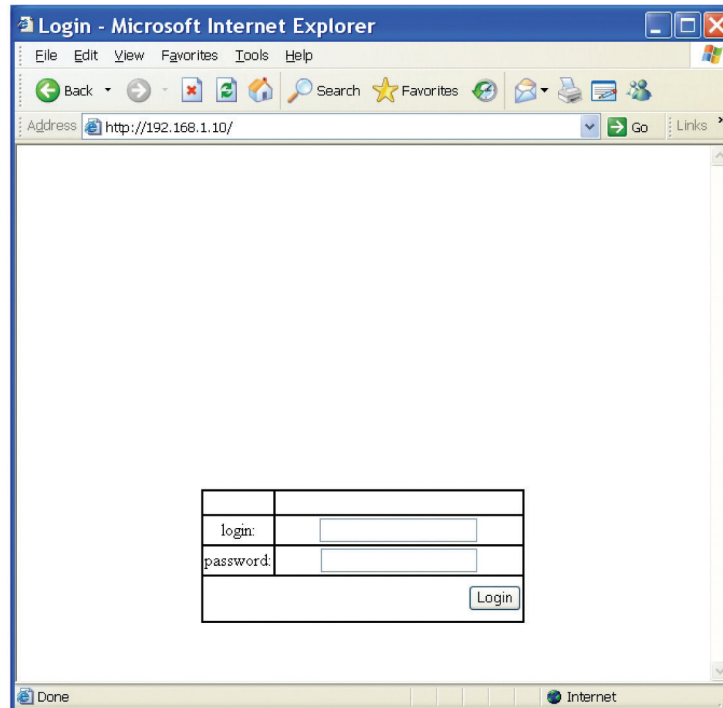 Login - Microsoft Internet Explorer
File Edit View Favorites Tools Help
Back Search Favorites
Address http://192.168.1.10/ Go Links
login:
password:
Login
Done Internet